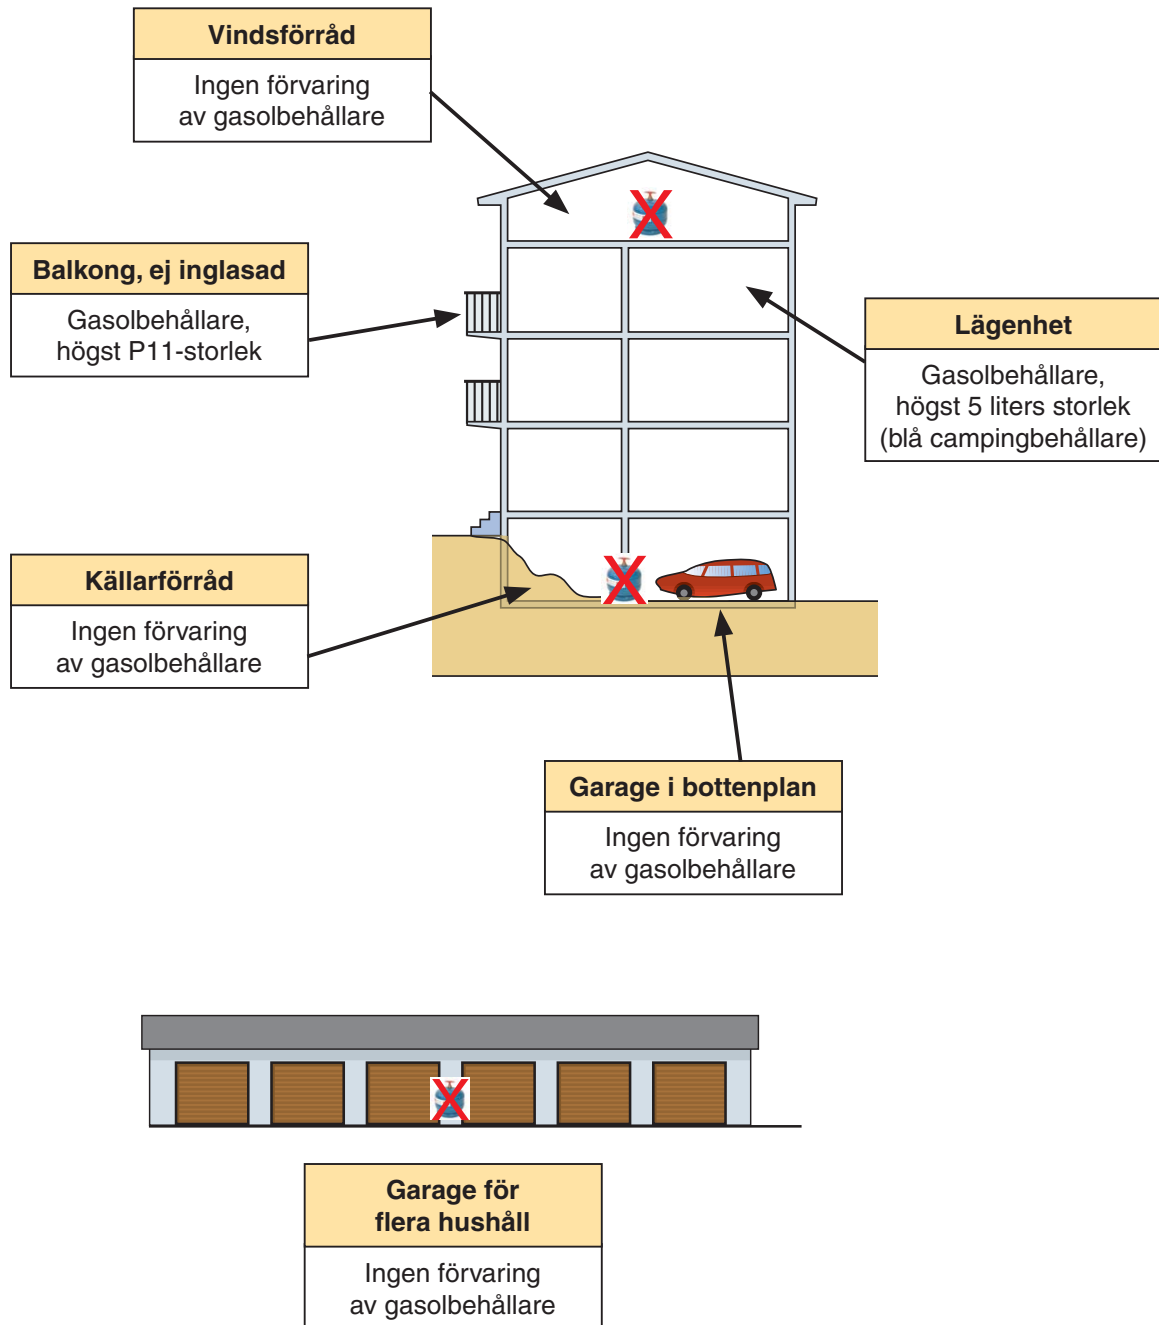 Vindsförråd
Ingen förvaring
av gasolbehållare
Balkong, ej inglasad
Gasolbehållare,
högst P11-storlek
Lägenhet
Gasolbehållare,
högst 5 liters storlek
(blå campingbehållare)
Källarförråd
Ingen förvaring
av gasolbehållare
Garage i bottenplan
Ingen förvaring
av gasolbehållare
Garage för
flera hushåll
Ingen förvaring
av gasolbehållare